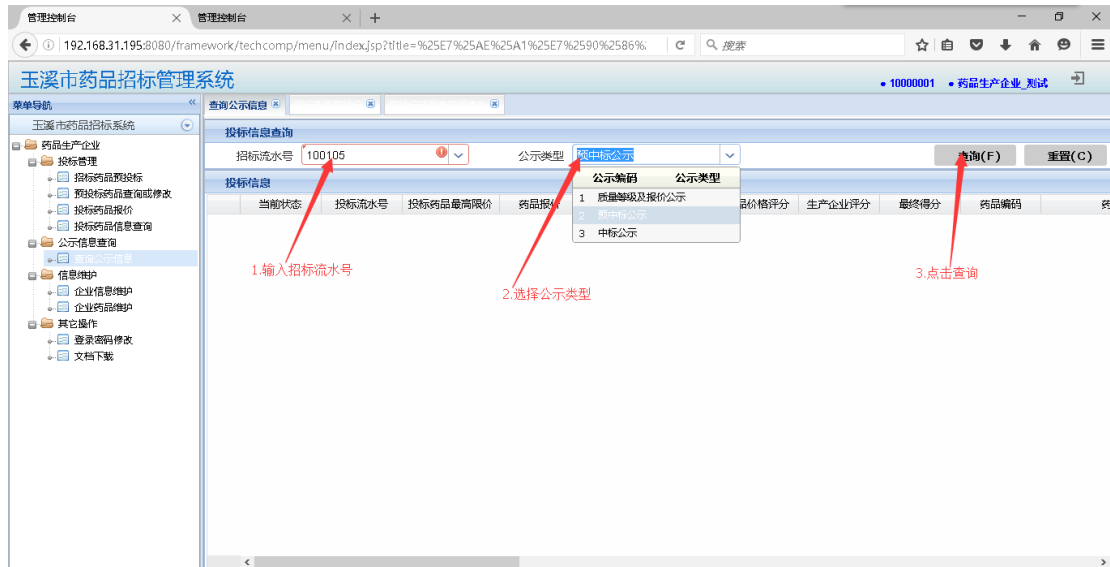 管理控制台
管理控制台
192.168.31.195:8080/framework/techcomp/menu/index.jsp?title=%25E7%25AE%25A1%25E7%2590%2586%
搜索
玉溪市药品招标管理系统
10000001
药品生产企业_测试
菜单导航
查询公示信息
玉溪市药品招标系统
投标信息查询
药品生产企业
投标管理
招标药品预投标
预投标药品查询或修改
投标药品报价
投标药品信息查询
公示信息查询
查询公示信息
信息维护
企业信息维护
企业药品维护
其它操作
登录密码修改
文档下载
招标流水号 100105
公示类型 预中标公示
查询(F)
重置(C)
投标信息
公示编码 公示类型
1 质量等级及报价公示
2 预中标公示
3 中标公示
当前状态 投标流水号 投标药品最高限价 药品报价 品价格评分 生产企业评分 最终得分 药品编码
1.输入招标流水号
2.选择公示类型
3.点击查询